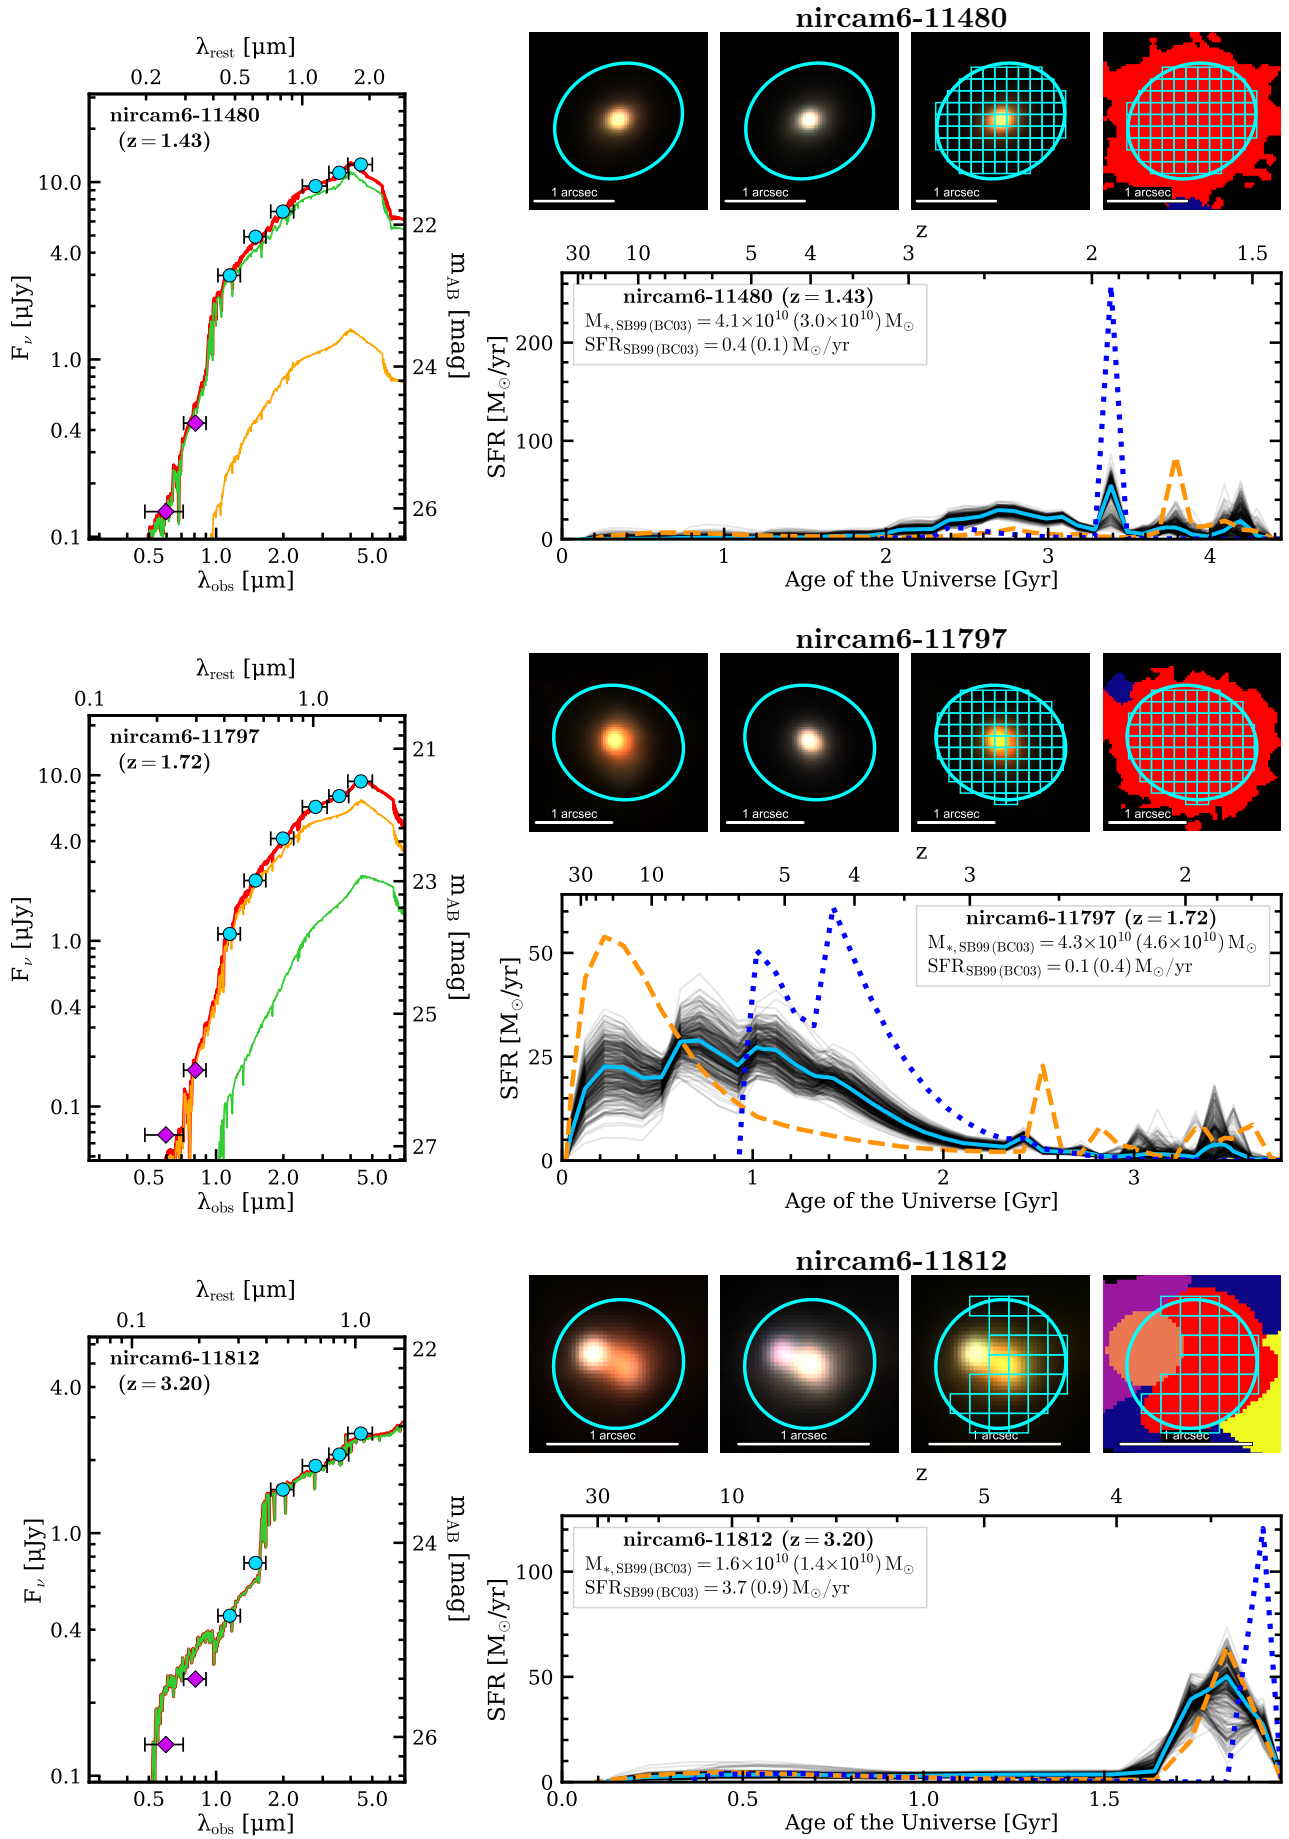 nircam6-11480
λrest [μm]
0.2 0.5 1.0 2.0
nircam6-11480
(z = 1.43)
10.0
4.0
1.0
0.4
0.1
Fν [μJy]
22
24
26
mAB [mag]
0.5 1.0 2.0 5.0
λobs [μm]
1 arcsec
1 arcsec
1 arcsec
1 arcsec
z
30 10 5 4 3 2 1.5
nircam6-11480 (z = 1.43)
M*, SB99 (BC03) = 4.1×10^10 (3.0×10^10) M⊙
SFRSB99 (BC03) = 0.4 (0.1) M⊙/yr
200
100
0
SFR [M⊙/yr]
0 1 2 3 4
Age of the Universe [Gyr]
nircam6-11797
λrest [μm]
0.1 1.0
nircam6-11797
(z = 1.72)
10.0
4.0
1.0
0.4
0.1
Fν [μJy]
21
23
25
27
mAB [mag]
0.5 1.0 2.0 5.0
λobs [μm]
1 arcsec
1 arcsec
1 arcsec
1 arcsec
z
30 10 5 4 3 2
nircam6-11797 (z = 1.72)
M*, SB99 (BC03) = 4.3×10^10 (4.6×10^10) M⊙
SFRSB99 (BC03) = 0.1 (0.4) M⊙/yr
50
25
0
SFR [M⊙/yr]
0 1 2 3
Age of the Universe [Gyr]
nircam6-11812
λrest [μm]
0.1 1.0
nircam6-11812
(z = 3.20)
4.0
1.0
0.4
0.1
Fν [μJy]
22
24
26
mAB [mag]
0.5 1.0 2.0 5.0
λobs [μm]
1 arcsec
1 arcsec
1 arcsec
1 arcsec
z
30 10 5 4
nircam6-11812 (z = 3.20)
M*, SB99 (BC03) = 1.6×10^10 (1.4×10^10) M⊙
SFRSB99 (BC03) = 3.7 (0.9) M⊙/yr
100
50
0
SFR [M⊙/yr]
0.0 0.5 1.0 1.5
Age of the Universe [Gyr]